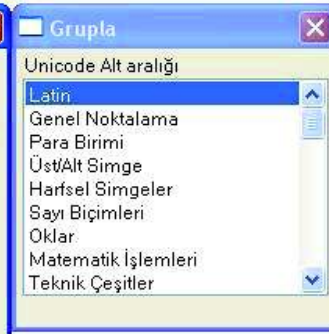 Grupla
Unicode Alt aralığı
Latin
Genel Noktalama
Para Birimi
Üst/Alt Simge
Harfsel Simgeler
Sayı Biçimleri
Oklar
Matematik İşlemleri
Teknik Çeşitler